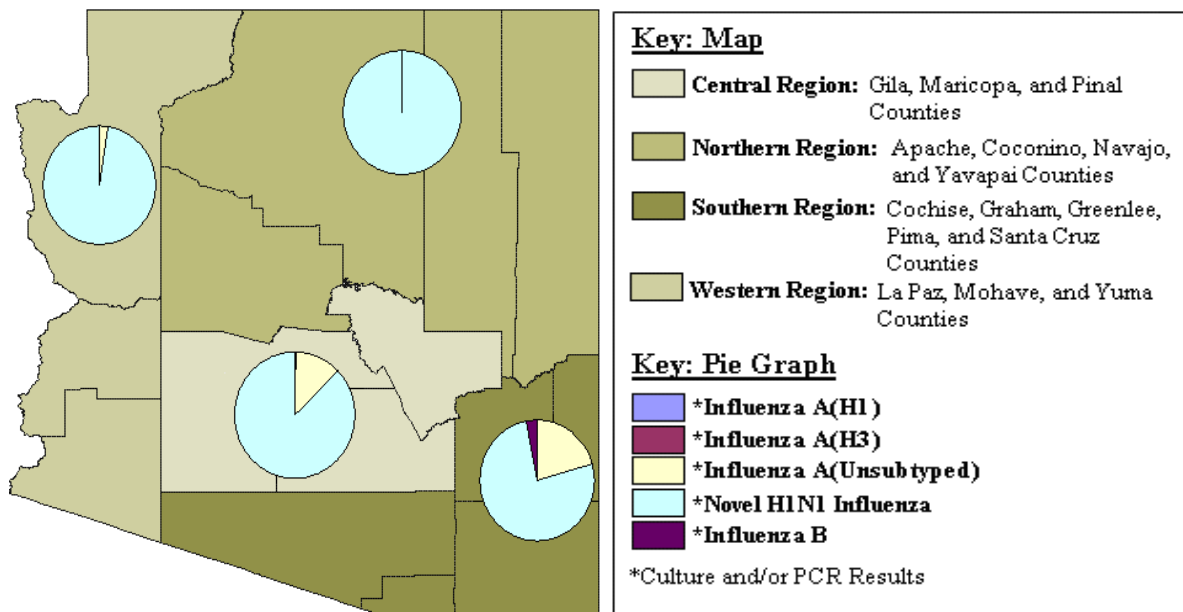 Key: Map
Central Region: Gila, Maricopa, and Pinal
Counties
Northern Region: Apache, Coconino, Navajo,
and Yavapai Counties
Southern Region: Cochise, Graham, Greenlee,
Pima, and Santa Cruz
Counties
Western Region: La Paz, Mohave, and Yuma
Counties
Key: Pie Graph
*Influenza A(H1)
*Influenza A(H3)
*Influenza A(Unsubtyped)
*Novel H1N1 Influenza
*Influenza B
*Culture and/or PCR Results